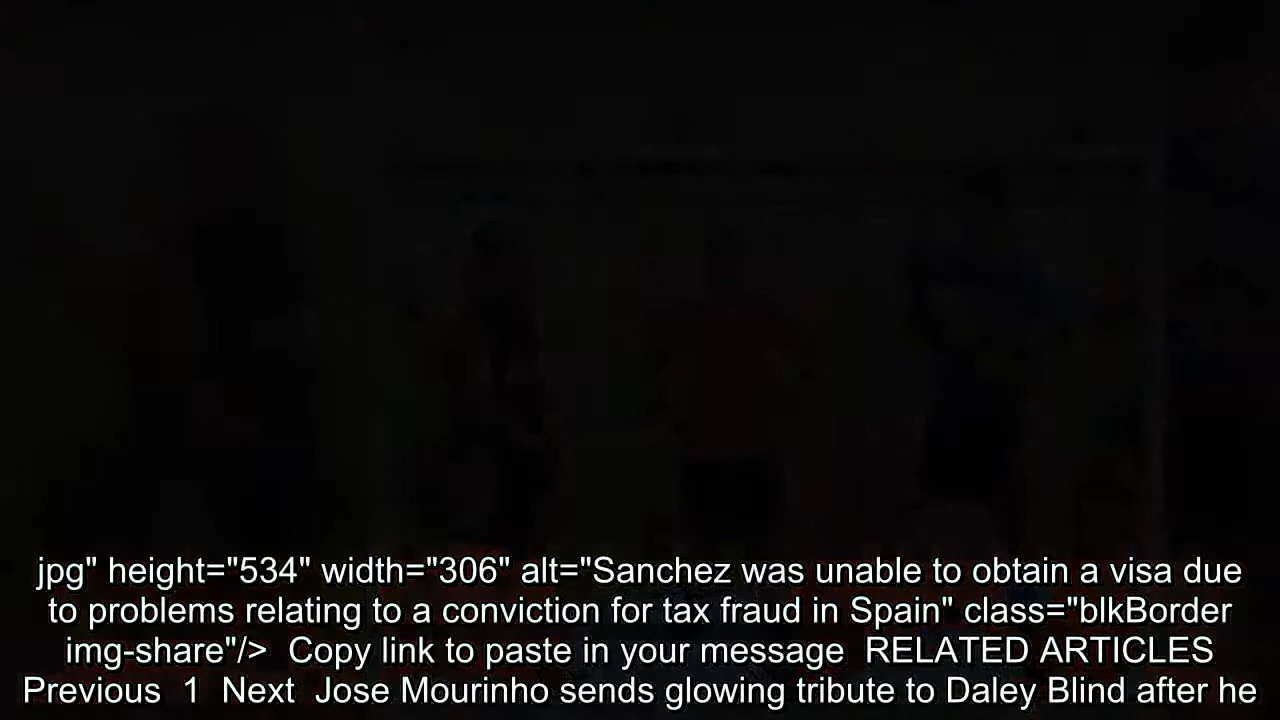 jpg" height="534" width="306" alt="Sanchez was unable to obtain a visa due
to problems relating to a conviction for tax fraud in Spain" class="blkBorder
img-share"/>  Copy link to paste in your message  RELATED ARTICLES
Previous  1  Next  Jose Mourinho sends glowing tribute to Daley Blind after he